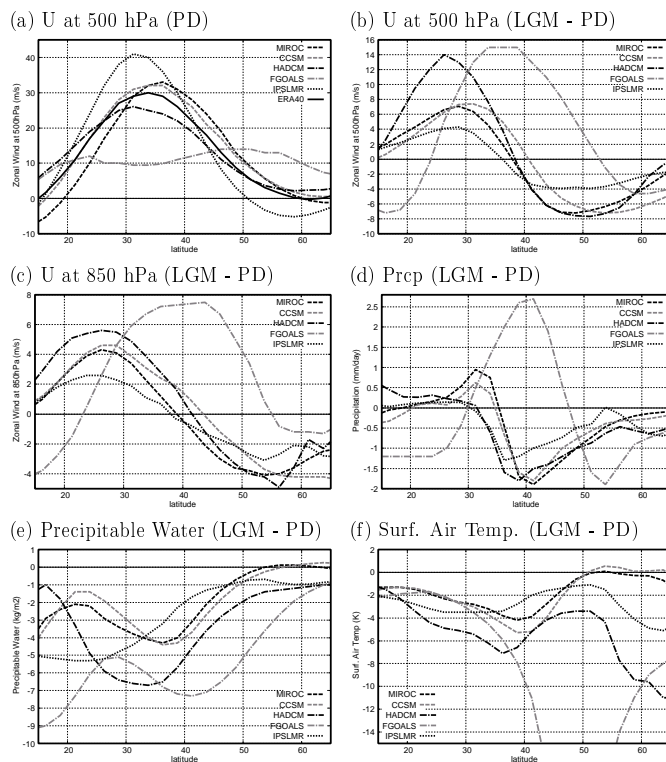 (a) U at 500 hPa (PD)
Zonal Wind at 500hPa (m/s)
50
40
30
20
10
0
-10
20 30 40 50 60
latitude
MIROC
CCSM
HADCM
FGOALS
IPSLMR
ERA40
(b) U at 500 hPa (LGM - PD)
Zonal Wind at 500hPa (m/s)
16
14
12
10
8
6
4
2
0
-2
-4
-6
-8
-10
20 30 40 50 60
latitude
MIROC
CCSM
HADCM
FGOALS
IPSLMR
(c) U at 850 hPa (LGM - PD)
Zonal Wind at 850hPa (m/s)
8
6
4
2
0
-2
-4
20 30 40 50 60
latitude
MIROC
CCSM
HADCM
FGOALS
IPSLMR
(d) Prcp (LGM - PD)
Precipitation (mm/day)
2.5
2
1.5
1
0.5
0
-0.5
-1
-1.5
-2
20 30 40 50 60
latitude
MIROC
CCSM
HADCM
FGOALS
IPSLMR
(e) Precipitable Water (LGM - PD)
Precipitable Water (kg/m2)
1
0
-1
-2
-3
-4
-5
-6
-7
-8
-9
-10
20 30 40 50 60
latitude
MIROC
CCSM
HADCM
FGOALS
IPSLMR
(f) Surf. Air Temp. (LGM - PD)
Surf. Air Temp (K)
2
0
-2
-4
-6
-8
-10
-12
-14
20 30 40 50 60
latitude
MIROC
CCSM
HADCM
FGOALS
IPSLMR